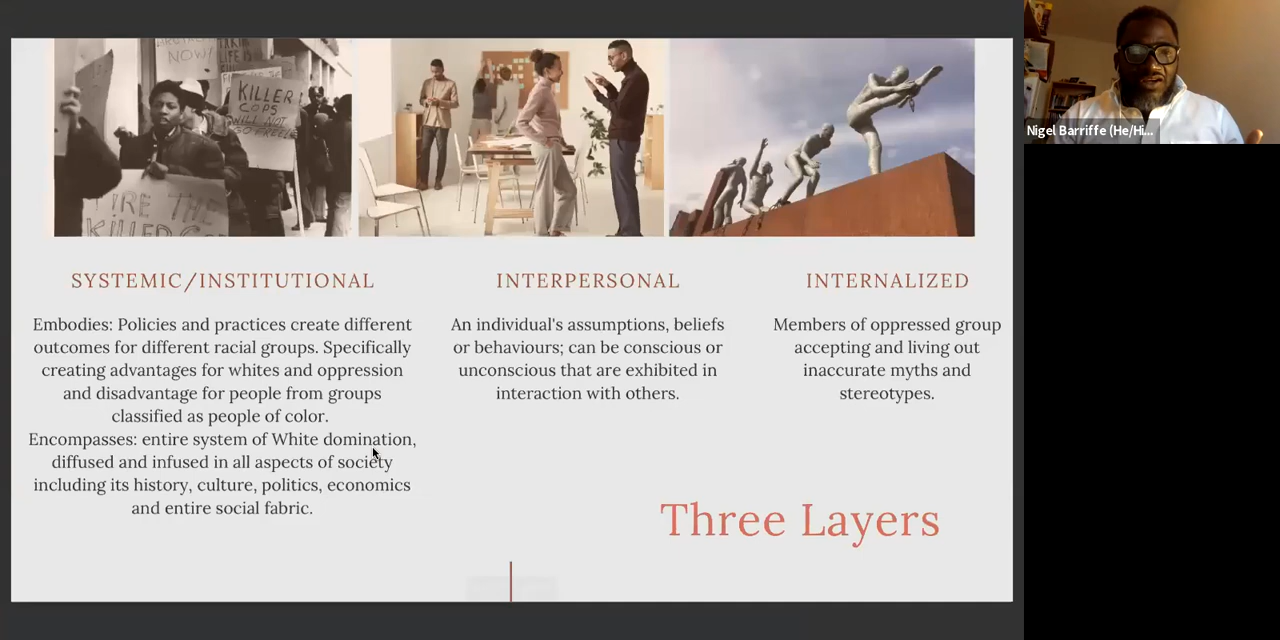 NOW!
LIFE IS
KILLER
COPS
WILL NOT
GO FREE!
THE
KILLER
Nigel Barriffe (He/Hi...
SYSTEMIC/INSTITUTIONAL
Embodies: Policies and practices create different
outcomes for different racial groups. Specifically
creating advantages for whites and oppression
and disadvantage for people from groups
classified as people of color.
Encompasses: entire system of White domination,
diffused and infused in all aspects of society
including its history, culture, politics, economics
and entire social fabric.
INTERPERSONAL
An individual's assumptions, beliefs
or behaviours; can be conscious or
unconscious that are exhibited in
interaction with others.
INTERNALIZED
Members of oppressed group
accepting and living out
inaccurate myths and
stereotypes.
Three Layers